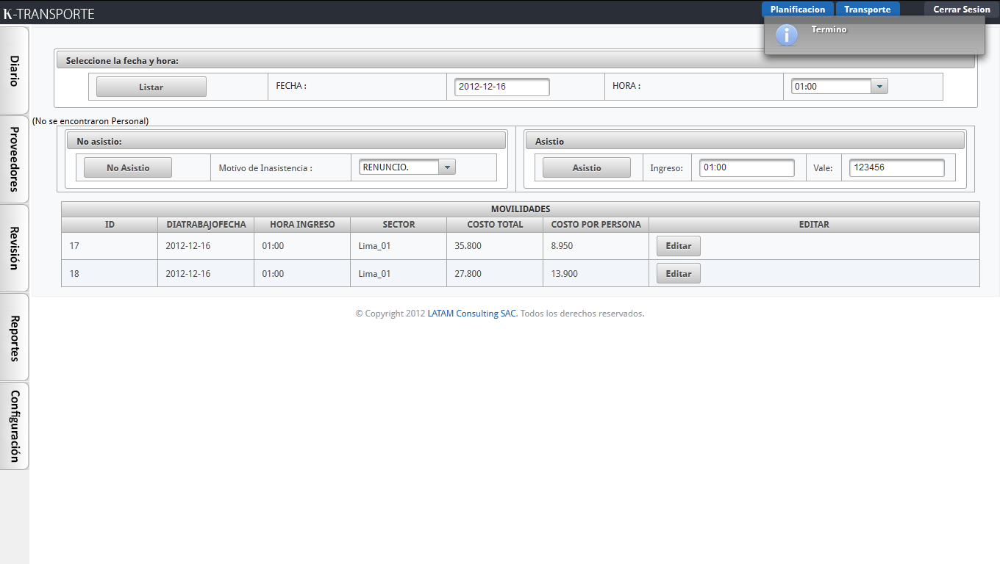 K-TRANSPORTE
Planificacion Transporte Cerrar Sesion
Termino
Diario
Proveedores
Revisión
Reportes
Configuración
Seleccione la fecha y hora:
Listar FECHA : 2012-12-16 HORA : 01:00
(No se encontraron Personal)
No asistio: Asistio
No Asistio Motivo de Inasistencia : RENUNCIO. Asistio Ingreso: 01:00 Vale: 123456
MOVILIDADES
ID DIATRABAJOFECHA HORA INGRESO SECTOR COSTO TOTAL COSTO POR PERSONA EDITAR
17 2012-12-16 01:00 Lima_01 35.800 8.950 Editar
18 2012-12-16 01:00 Lima_01 27.800 13.900 Editar
© Copyright 2012 LATAM Consulting SAC. Todos los derechos reservados.